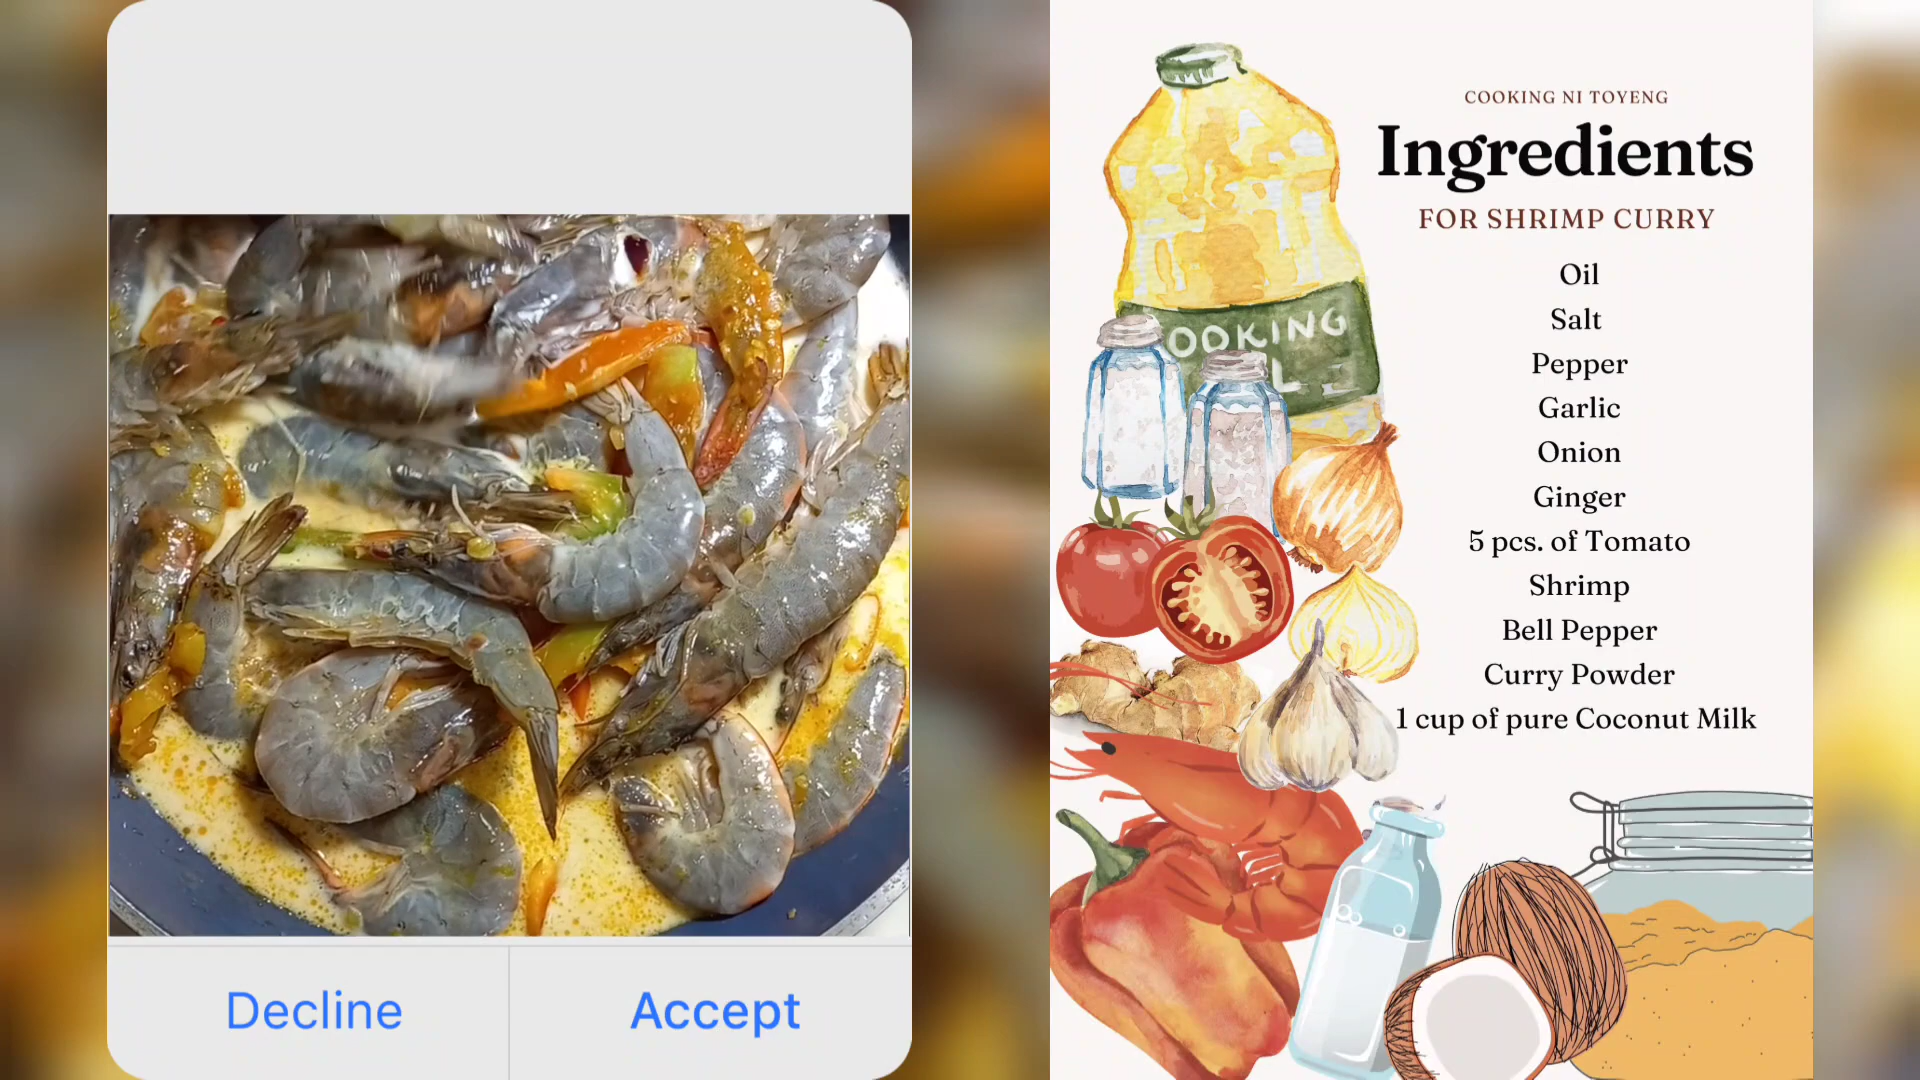 Decline
Accept
COOKING NI TOYENG
Ingredients
FOR SHRIMP CURRY
Oil
Salt
Pepper
Garlic
Onion
Ginger
5 pcs. of Tomato
Shrimp
Bell Pepper
Curry Powder
1 cup of pure Coconut Milk
OOKING
L